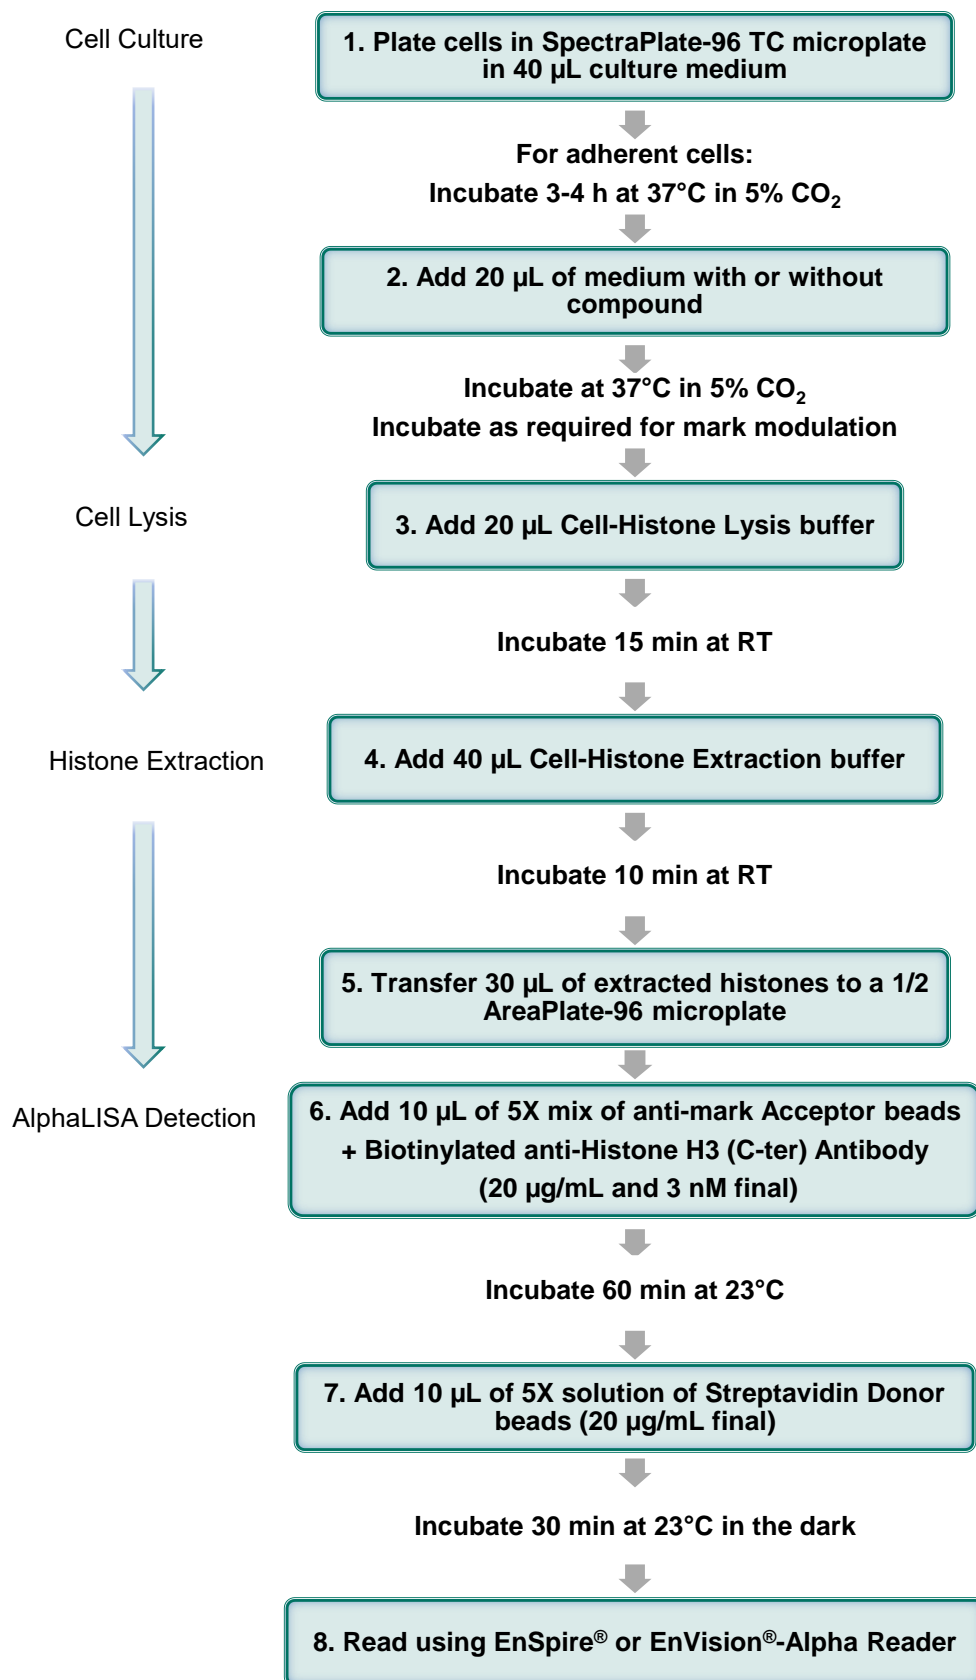 Cell Culture
1. Plate cells in SpectraPlate-96 TC microplate
in 40 µL culture medium
For adherent cells:
Incubate 3-4 h at 37°C in 5% CO₂
2. Add 20 µL of medium with or without
compound
Incubate at 37°C in 5% CO₂
Incubate as required for mark modulation
Cell Lysis
3. Add 20 µL Cell-Histone Lysis buffer
Incubate 15 min at RT
Histone Extraction
4. Add 40 µL Cell-Histone Extraction buffer
Incubate 10 min at RT
5. Transfer 30 µL of extracted histones to a 1/2
AreaPlate-96 microplate
AlphaLISA Detection
6. Add 10 µL of 5X mix of anti-mark Acceptor beads
+ Biotinylated anti-Histone H3 (C-ter) Antibody
(20 µg/mL and 3 nM final)
Incubate 60 min at 23°C
7. Add 10 µL of 5X solution of Streptavidin Donor
beads (20 µg/mL final)
Incubate 30 min at 23°C in the dark
8. Read using EnSpire® or EnVision®-Alpha Reader